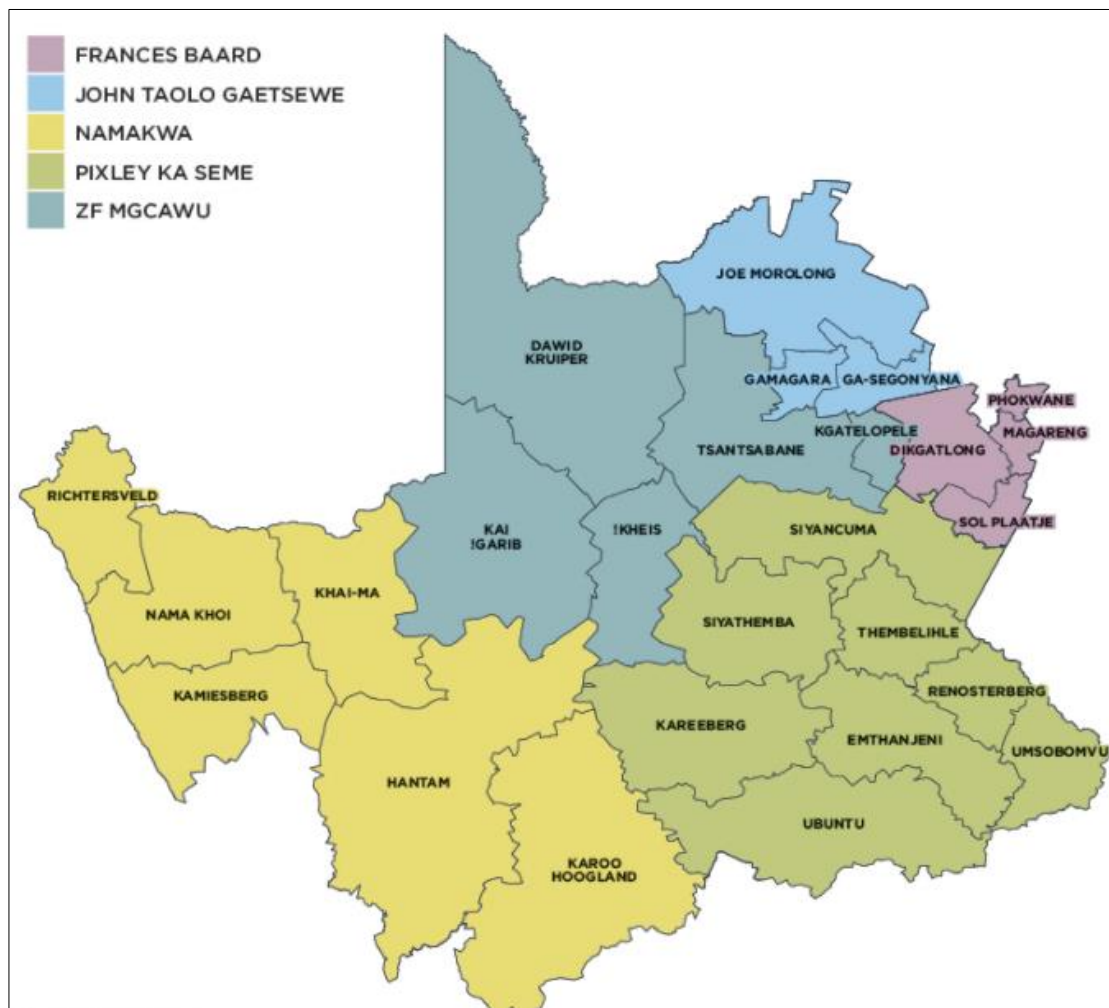 FRANCES BAARD
JOHN TAOLO GAETSEWE
NAMAKWA
PIXLEY KA SEME
ZF MGCAWU
JOE MOROLONG
DAWID
KRUIPER
GAMAGARA
GA-SEGONYANA
PHOKWANE
KGATELOPELE
MAGARENG
TSANTSABANE
DIKGATLONG
RICHTERSVELD
SOL PLAATJE
KAI
!GARIB
!KHEIS
SIYANCUMA
KHAI-MA
NAMA KHOI
SIYATHEMBA
THEMBELIHLE
KAMIESBERG
RENOSTERBERG
KAREEBERG
EMTHANJENI
UMSOBOMVU
HANTAM
UBUNTU
KAROO
HOOGLAND